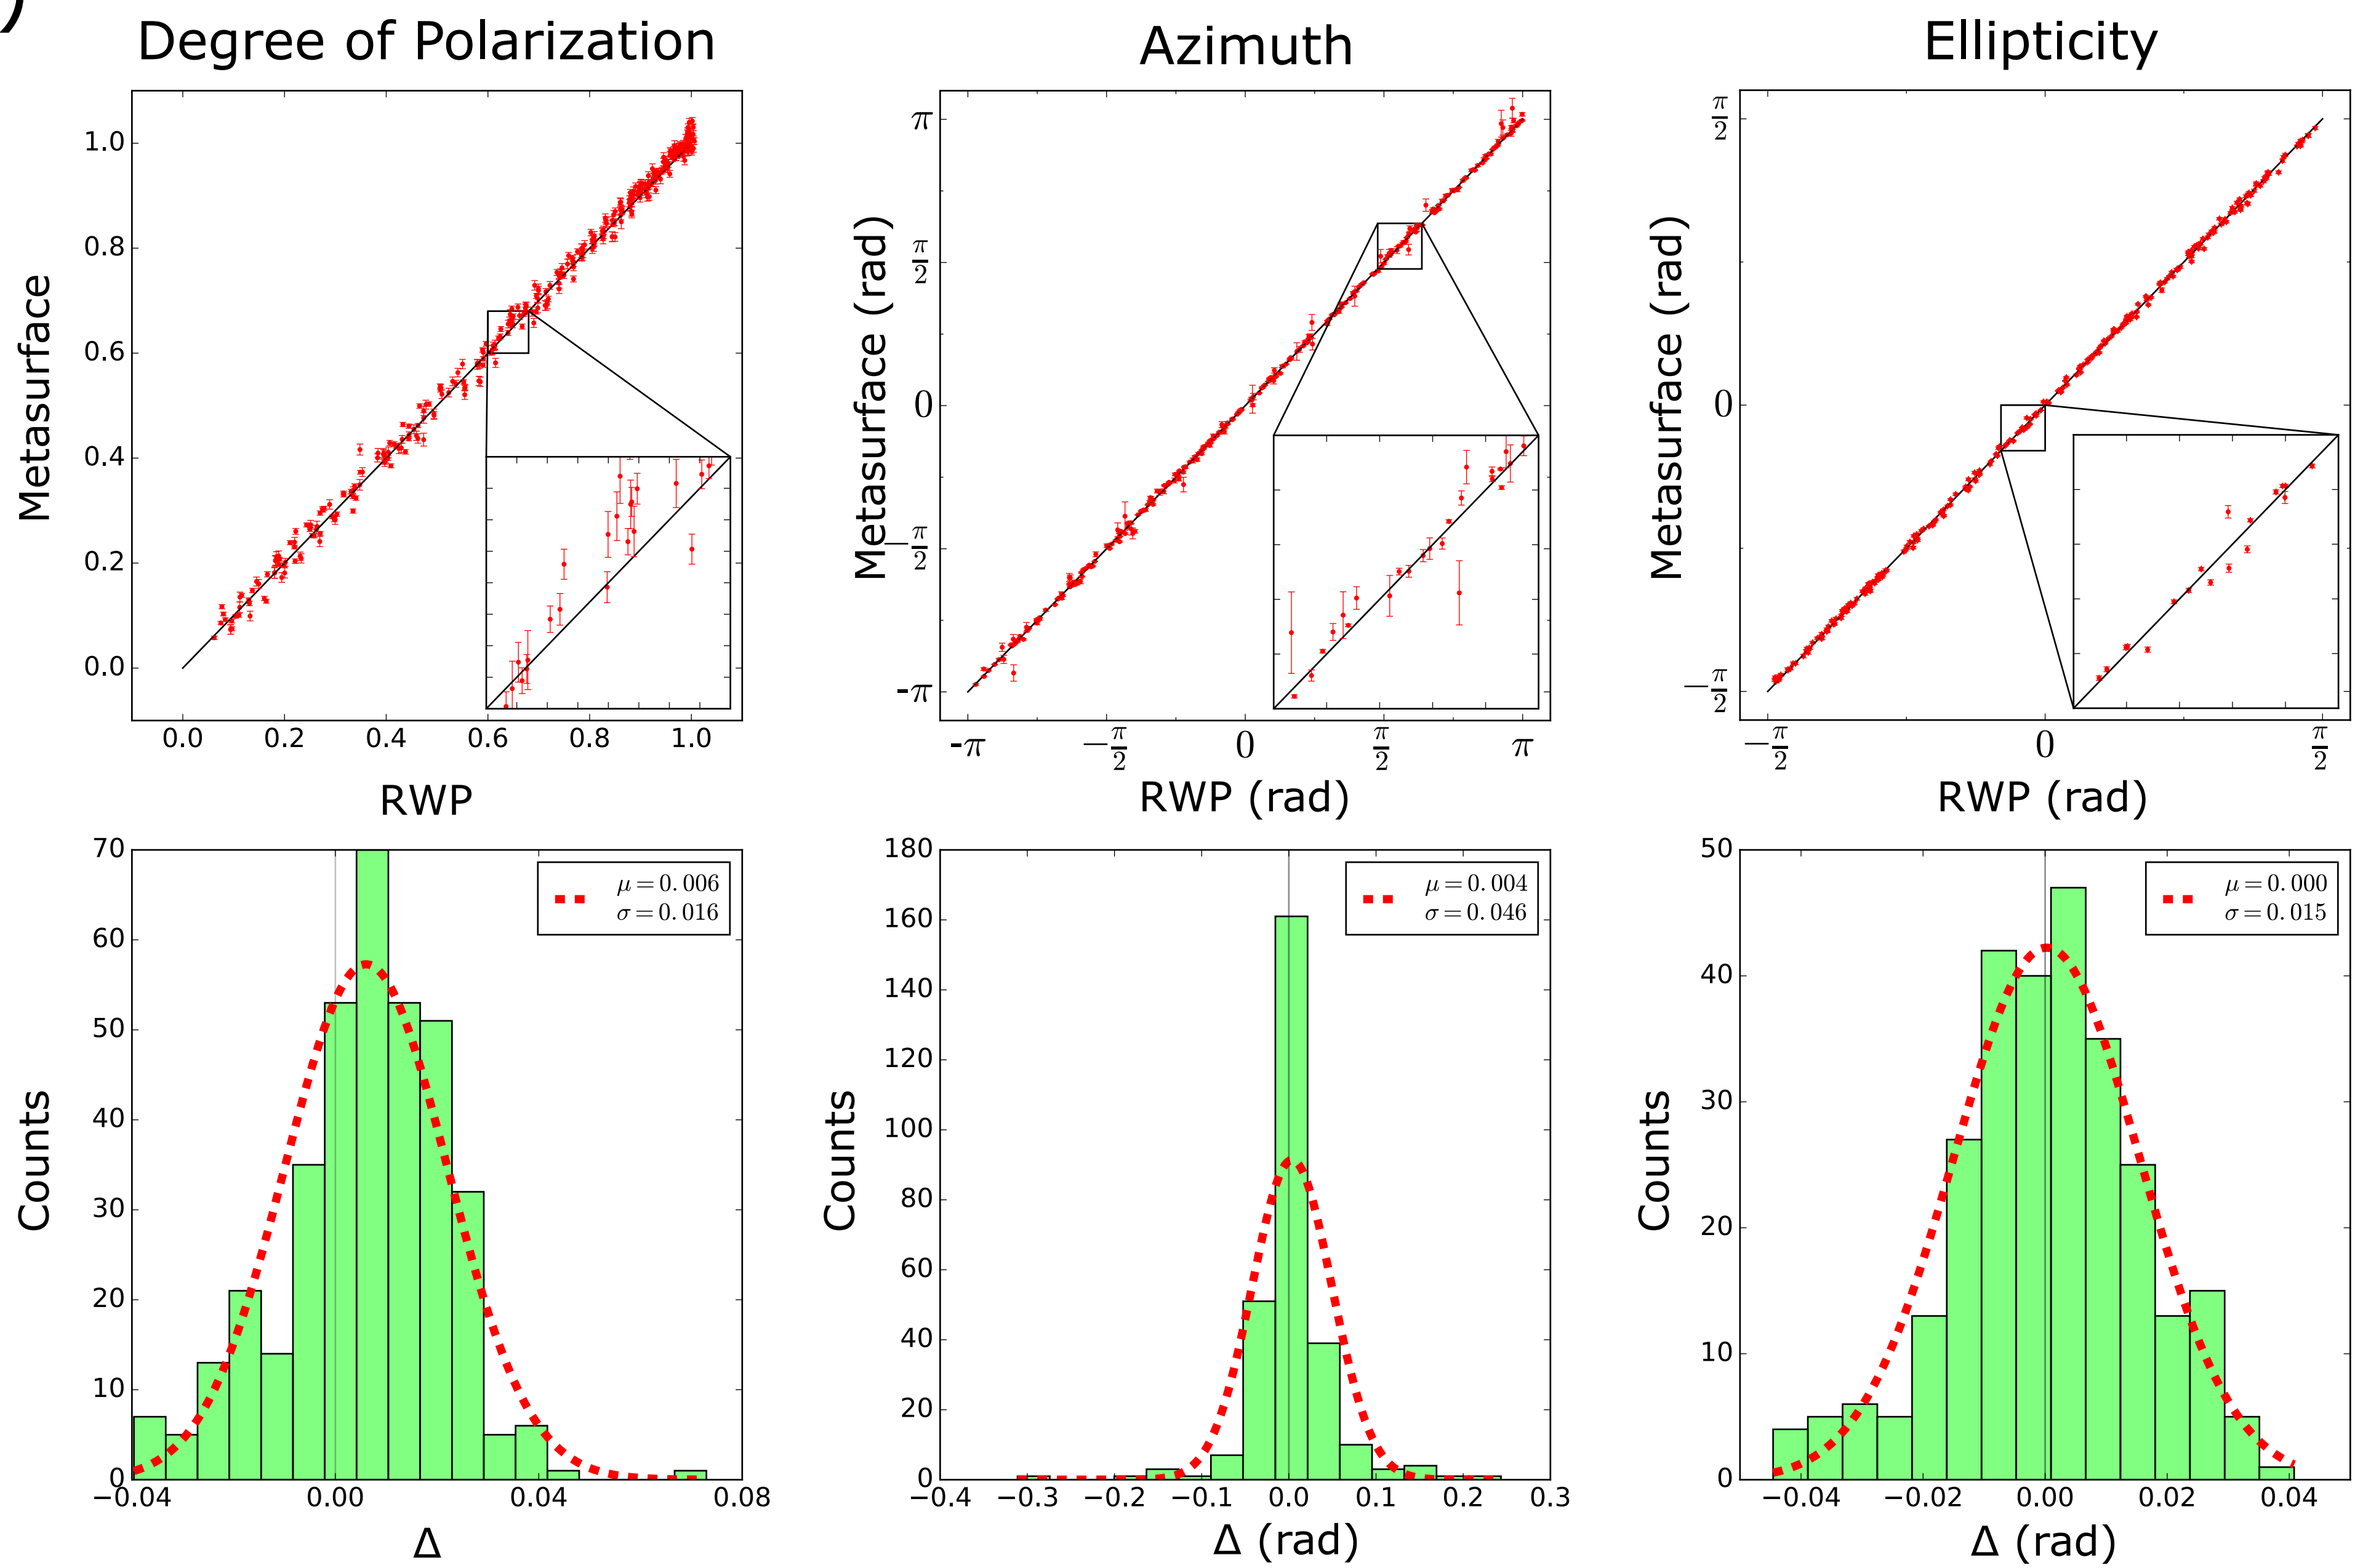 )
Degree of Polarization
Metasurface
1.0
0.8
0.6
0.4
0.2
0.0
0.0 0.2 0.4 0.6 0.8 1.0
RWP
Azimuth
Metasurface (rad)
π
π/2
0
−π/2
-π
-π −π/2 0 π/2 π
RWP (rad)
Ellipticity
Metasurface (rad)
π/2
0
−π/2
−π/2 0 π/2
RWP (rad)
Counts
70
60
50
40
30
20
10
0
μ = 0.006
σ = 0.016
−0.04 0.00 0.04 0.08
Δ
Counts
180
160
140
120
100
80
60
40
20
0
μ = 0.004
σ = 0.046
−0.4 −0.3 −0.2 −0.1 0.0 0.1 0.2 0.3
Δ (rad)
Counts
50
40
30
20
10
0
μ = 0.000
σ = 0.015
−0.04 −0.02 0.00 0.02 0.04
Δ (rad)